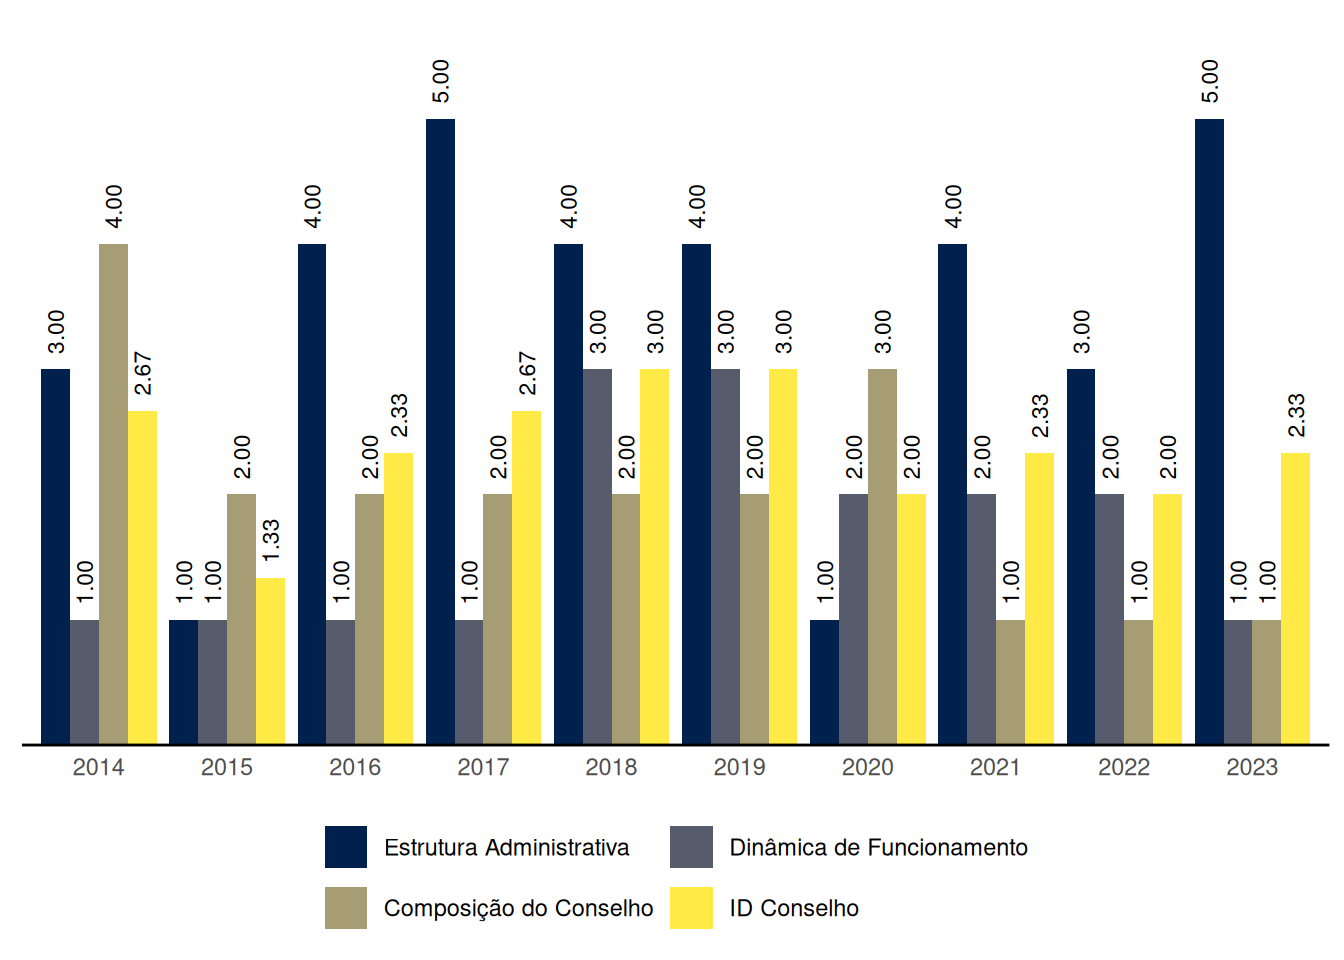 3.00 1.00 4.00 2.67 1.00 1.00 2.00 1.33 4.00 1.00 2.00 2.33 5.00 1.00 2.00 2.67 4.00 3.00 2.00 3.00 4.00 3.00 2.00 3.00 1.00 2.00 3.00 2.00 4.00 2.00 1.00 2.33 3.00 2.00 1.00 2.00 5.00 1.00 1.00 2.33
2014 2015 2016 2017 2018 2019 2020 2021 2022 2023
Estrutura Administrativa Dinâmica de Funcionamento
Composição do Conselho ID Conselho